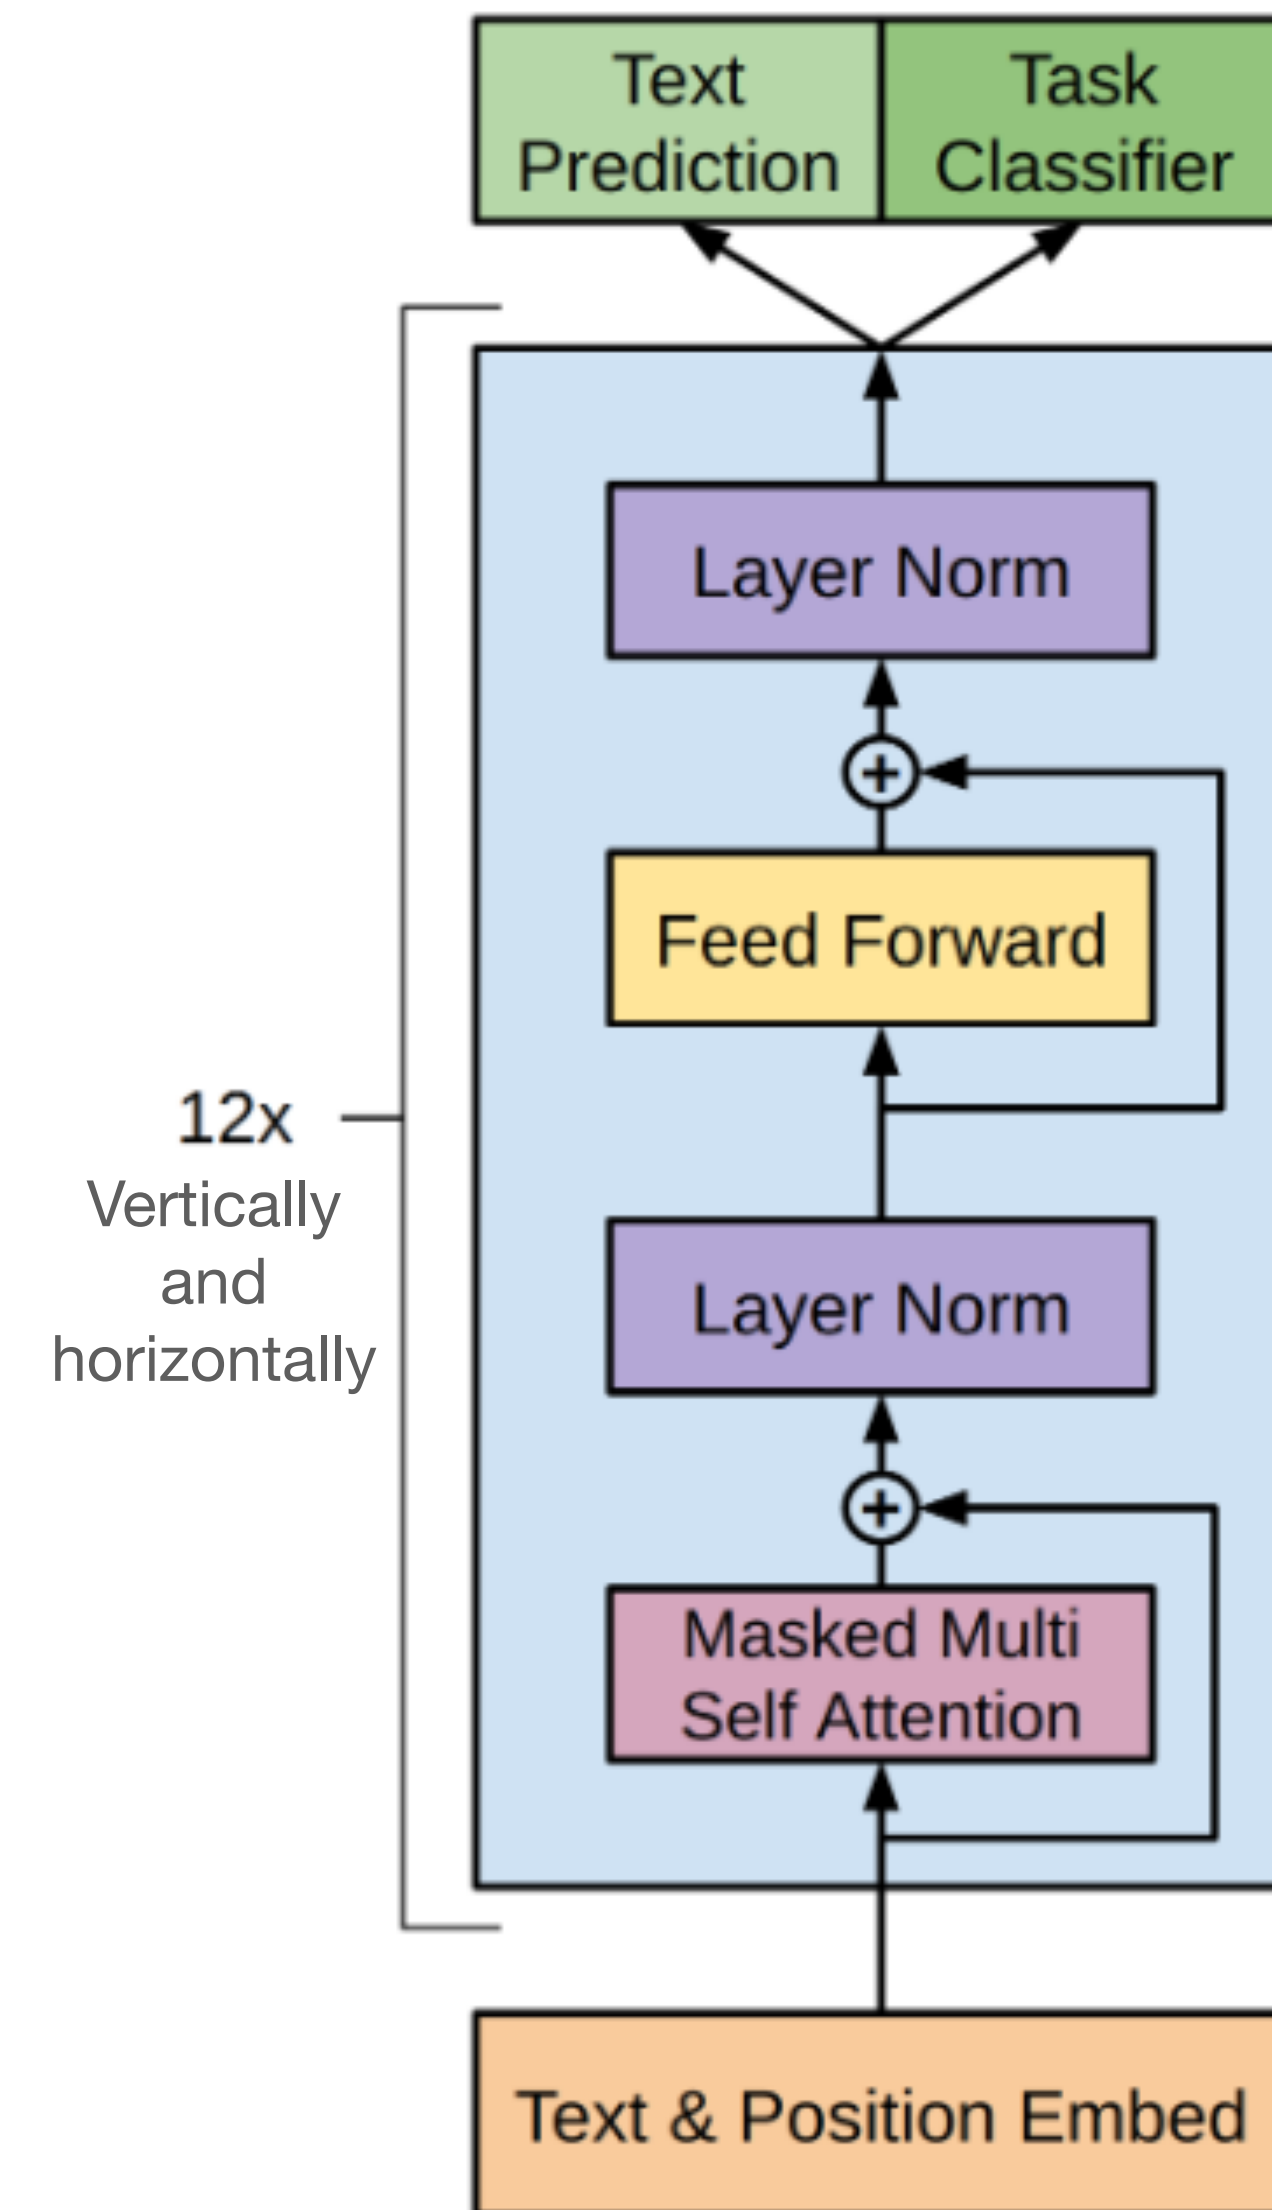 Text
Prediction
Task
Classifier
Layer Norm
Feed Forward
12x
Vertically
and
horizontally
Layer Norm
Masked Multi
Self Attention
Text & Position Embed